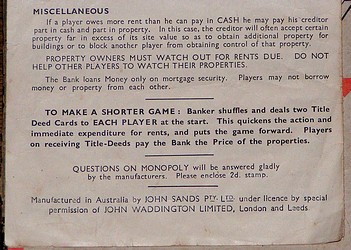 MISCELLANEOUS
If a player owes more rent than he can pay in CASH he may pay his creditor
part in cash and part in property. In this case, the creditor will often accept certain
property far in excess of its site value so as to obtain additional property for
buildings or to block another player from obtaining control of that property.
PROPERTY OWNERS MUST WATCH OUT FOR RENTS DUE. DO NOT
HELP OTHER PLAYERS TO WATCH THEIR PROPERTIES.
The Bank loans Money only on mortgage security. Players may not borrow
money or property from each other.
TO MAKE A SHORTER GAME: Banker shuffles and deals two Title
Deed Cards to EACH PLAYER at the start. This quickens the action and
immediate expenditure for rents, and puts the game forward. Players
on receiving Title-Deeds pay the Bank the Price of the properties.
QUESTIONS ON MONOPOLY will be answered gladly
by the manufacturers. Please enclose 2d. stamp.
Manufactured in Australia by JOHN SANDS PTY. LTD. under licence by special
permission of JOHN WADDINGTON LIMITED, London and Leeds.